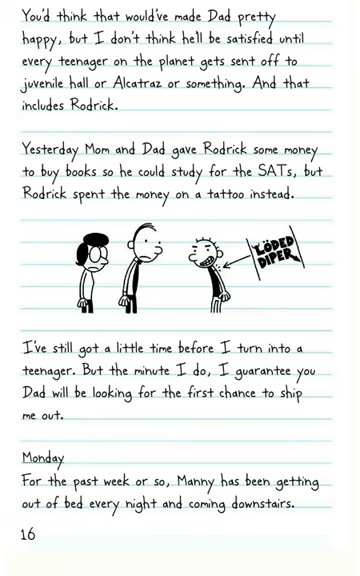 You'd think that would've made Dad pretty
happy, but I don't think he'll be satisfied until
every teenager on the planet gets sent off to
juvenile hall or Alcatraz or something. And that
includes Rodrick.
Yesterday Mom and Dad gave Rodrick some money
to buy books so he could study for the SATs, but
Rodrick spent the money on a tattoo instead.
LÖDED
DIPER
I've still got a little time before I turn into a
teenager. But the minute I do, I guarantee you
Dad will be looking for the first chance to ship
me out.
Monday
For the past week or so, Manny has been getting
out of bed every night and coming downstairs.
16